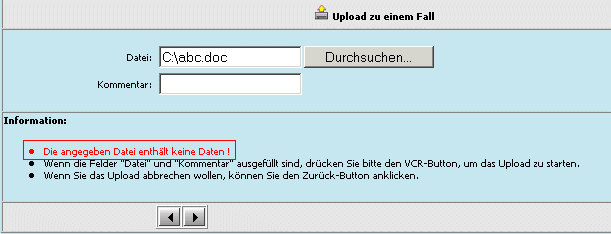 Upload zu einem Fall
Datei: C:\abc.doc Durchsuchen...
Kommentar:
Information:
Die angegeben Datei enthält keine Daten !
Wenn die Felder "Datei" und "Kommentar" ausgefüllt sind, drücken Sie bitte den VCR-Button, um das Upload zu starten.
Wenn Sie das Upload abbrechen wollen, können Sie den Zurück-Button anklicken.